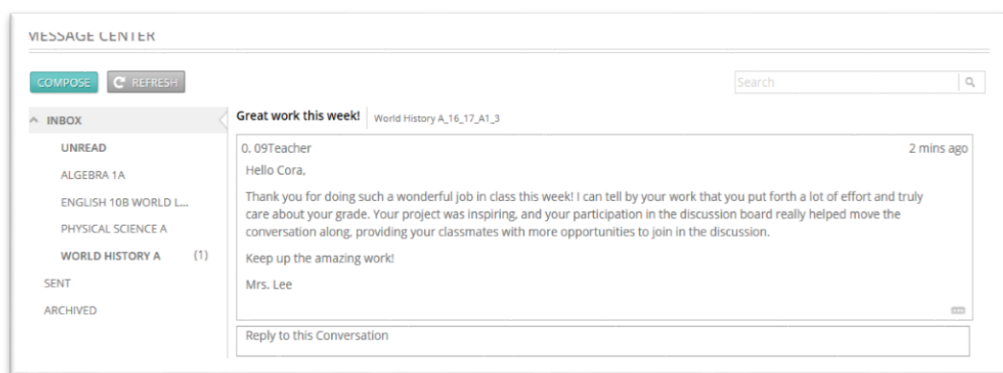 MESSAGE CENTER
COMPOSE REFRESH
Search
INBOX
UNREAD
ALGEBRA 1A
ENGLISH 10B WORLD L...
PHYSICAL SCIENCE A
WORLD HISTORY A (1)
SENT
ARCHIVED
Great work this week! World History A_16_17_A1_3
0. 09Teacher 2 mins ago
Hello Cora,
Thank you for doing such a wonderful job in class this week! I can tell by your work that you put forth a lot of effort and truly
care about your grade. Your project was inspiring, and your participation in the discussion board really helped move the
conversation along, providing your classmates with more opportunities to join in the discussion.
Keep up the amazing work!
Mrs. Lee
Reply to this Conversation